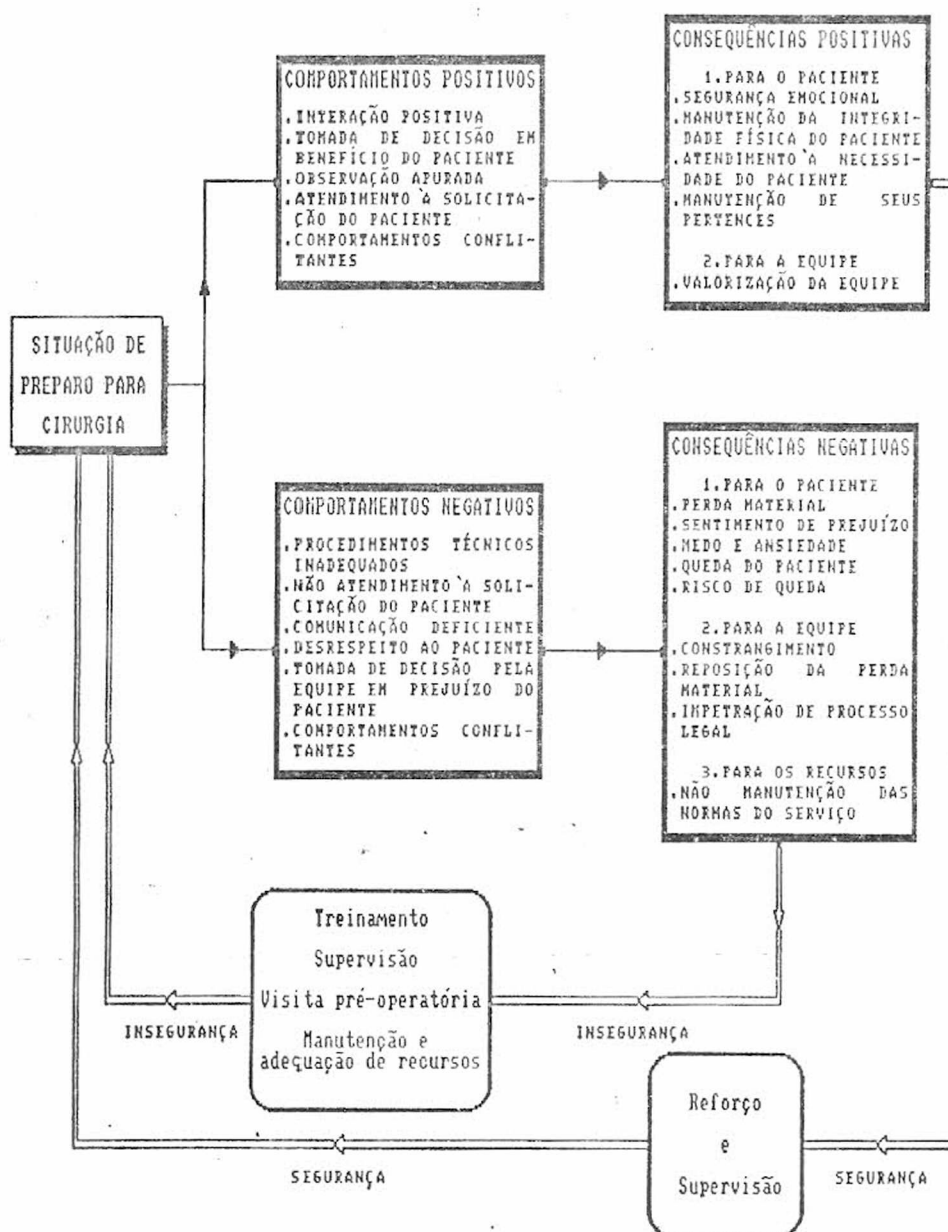 SITUAÇÃO DE
PREPARO PARA
CIRURGIA
COMPORTAMENTOS POSITIVOS
.INTERAÇÃO POSITIVA
.TOMADA DE DECISÃO EM
BENEFÍCIO DO PACIENTE
.OBSERVAÇÃO APURADA
.ATENDIMENTO À SOLICITA-
ÇÃO DO PACIENTE
.COMPORTAMENTOS CONFLI-
TANTES
CONSEQUÊNCIAS POSITIVAS
1.PARA O PACIENTE
.SEGURANÇA EMOCIONAL
.MANUTENÇÃO DA INTEGRI-
DADE FÍSICA DO PACIENTE
.ATENDIMENTO À NECESSI-
DADE DO PACIENTE
.MANUTENÇÃO DE SEUS
PERTENCES
2.PARA A EQUIPE
.VALORIZAÇÃO DA EQUIPE
COMPORTAMENTOS NEGATIVOS
.PROCEDIMENTOS TÉCNICOS
INADEQUADOS
.NÃO ATENDIMENTO À SOLI-
CITAÇÃO DO PACIENTE
.COMUNICAÇÃO DEFICIENTE
.DESRESPEITO AO PACIENTE
.TOMADA DE DECISÃO PELA
EQUIPE EM PREJUÍZO DO
PACIENTE
.COMPORTAMENTOS CONFLI-
TANTES
CONSEQUÊNCIAS NEGATIVAS
1.PARA O PACIENTE
.PERDA MATERIAL
.SENTIMENTO DE PREJUÍZO
.MEDO E ANSIEDADE
.QUEDA DO PACIENTE
.RISCO DE QUEDA
2.PARA A EQUIPE
.CONSTRANGIMENTO
.REPOSIÇÃO DA PERDA
MATERIAL
.IMPETRAÇÃO DE PROCESSO
LEGAL
3.PARA OS RECURSOS
.NÃO MANUTENÇÃO DAS
NORMAS DO SERVIÇO
Treinamento
Supervisão
Visita pré-operatória
Manutenção e
adequação de recursos
INSEGURANÇA
INSEGURANÇA
Reforço
e
Supervisão
SEGURANÇA
SEGURANÇA